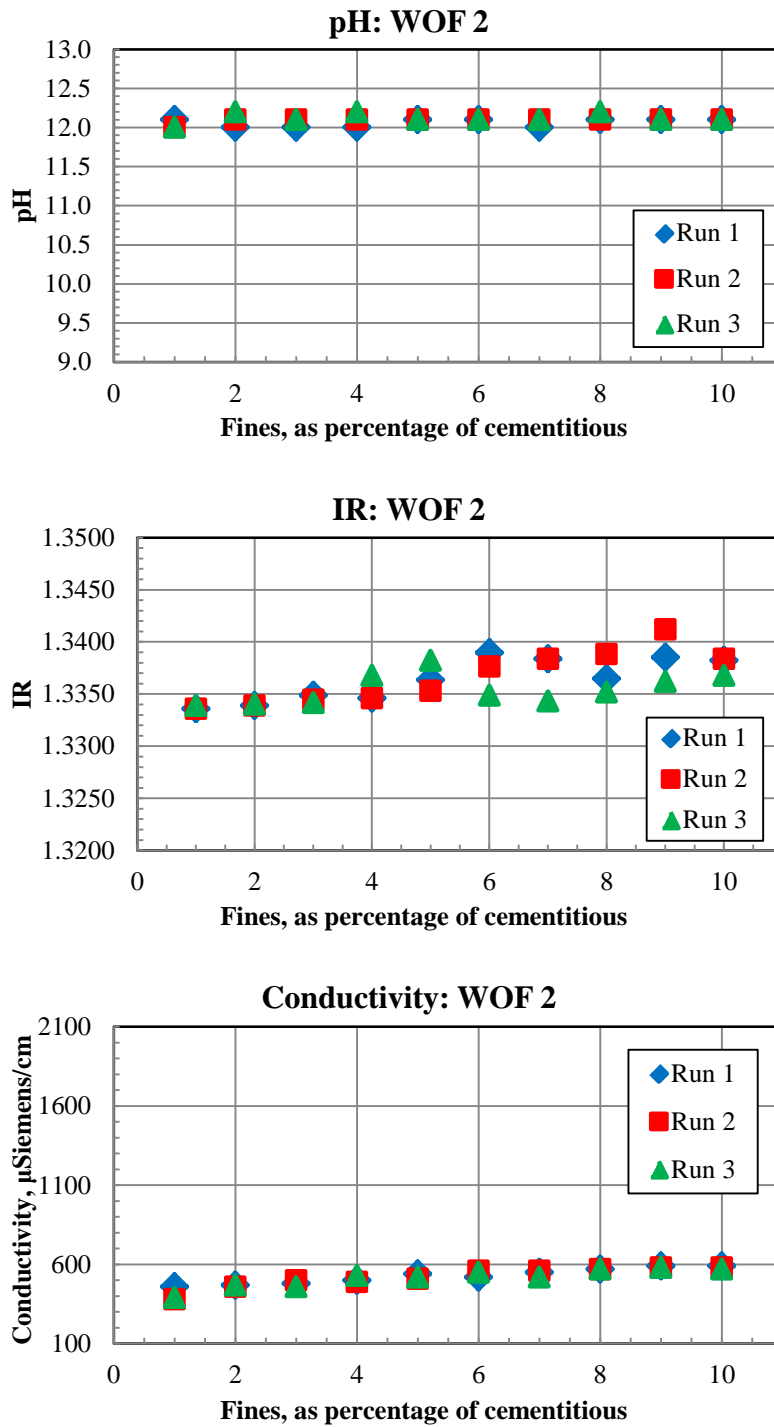 pH: WOF 2
13.0
12.5
12.0
11.5
11.0
10.5
10.0
9.5
9.0
pH
Run 1
Run 2
Run 3
0 2 4 6 8 10
Fines, as percentage of cementitious
IR: WOF 2
1.3500
1.3450
1.3400
1.3350
1.3300
1.3250
1.3200
IR
Run 1
Run 2
Run 3
0 2 4 6 8 10
Fines, as percentage of cementitious
Conductivity: WOF 2
2100
1600
1100
600
100
Conductivity, µSiemens/cm
Run 1
Run 2
Run 3
0 2 4 6 8 10
Fines, as percentage of cementitious